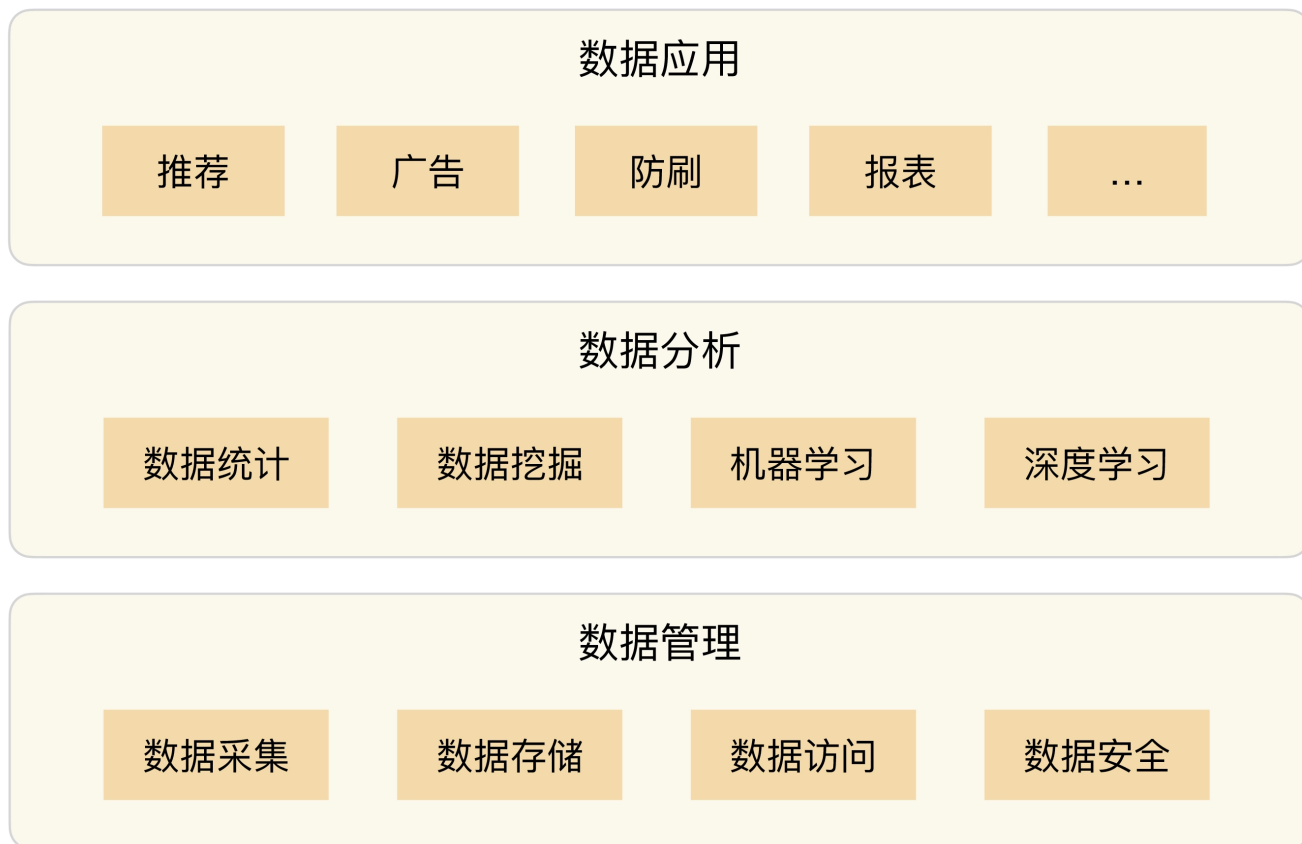 数据应用
推荐 广告 防刷 报表 …
数据分析
数据统计 数据挖掘 机器学习 深度学习
数据管理
数据采集 数据存储 数据访问 数据安全